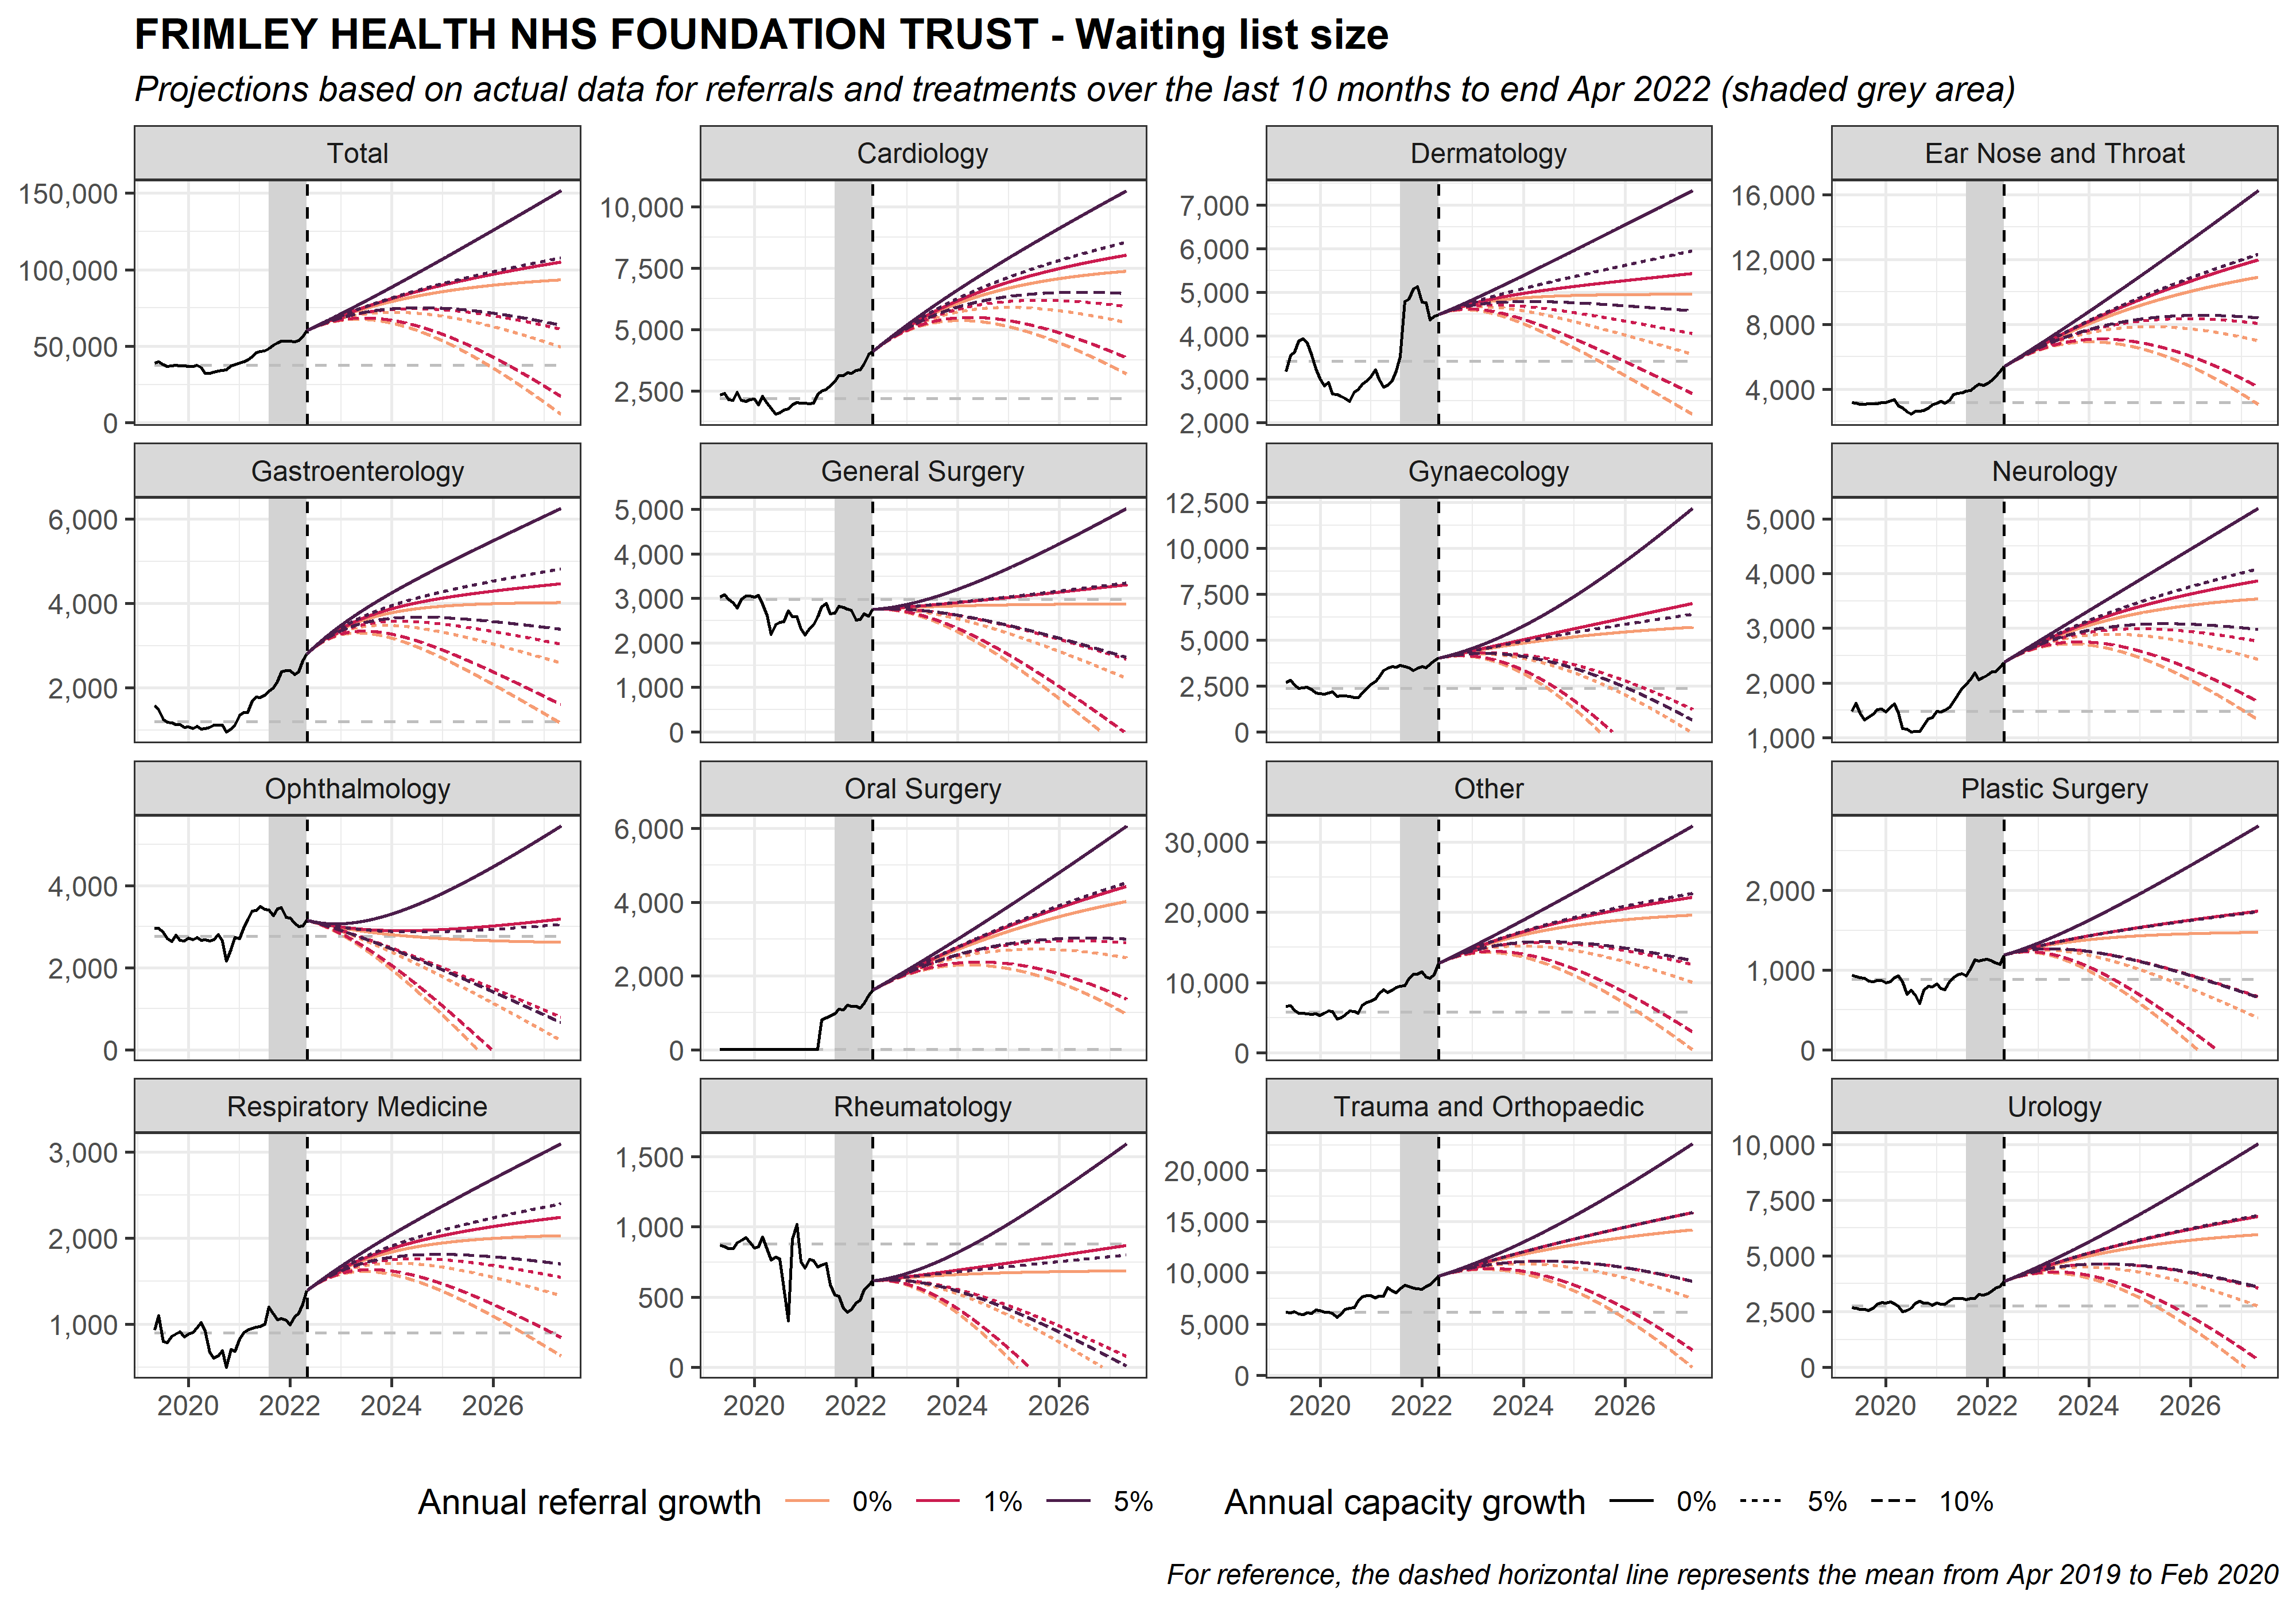 FRIMLEY HEALTH NHS FOUNDATION TRUST - Waiting list size
Projections based on actual data for referrals and treatments over the last 10 months to end Apr 2022 (shaded grey area)
Total
150,000
100,000
50,000
0
Cardiology
10,000
7,500
5,000
2,500
Dermatology
7,000
6,000
5,000
4,000
3,000
2,000
Ear Nose and Throat
16,000
12,000
8,000
4,000
Gastroenterology
6,000
4,000
2,000
General Surgery
5,000
4,000
3,000
2,000
1,000
0
Gynaecology
12,500
10,000
7,500
5,000
2,500
0
Neurology
5,000
4,000
3,000
2,000
1,000
Ophthalmology
4,000
2,000
0
Oral Surgery
6,000
4,000
2,000
0
Other
30,000
20,000
10,000
0
Plastic Surgery
2,000
1,000
0
Respiratory Medicine
3,000
2,000
1,000
2020 2022 2024 2026
Rheumatology
1,500
1,000
500
0
2020 2022 2024 2026
Trauma and Orthopaedic
20,000
15,000
10,000
5,000
0
2020 2022 2024 2026
Urology
10,000
7,500
5,000
2,500
0
2020 2022 2024 2026
Annual referral growth 0% 1% 5% Annual capacity growth 0% 5% 10%
For reference, the dashed horizontal line represents the mean from Apr 2019 to Feb 2020